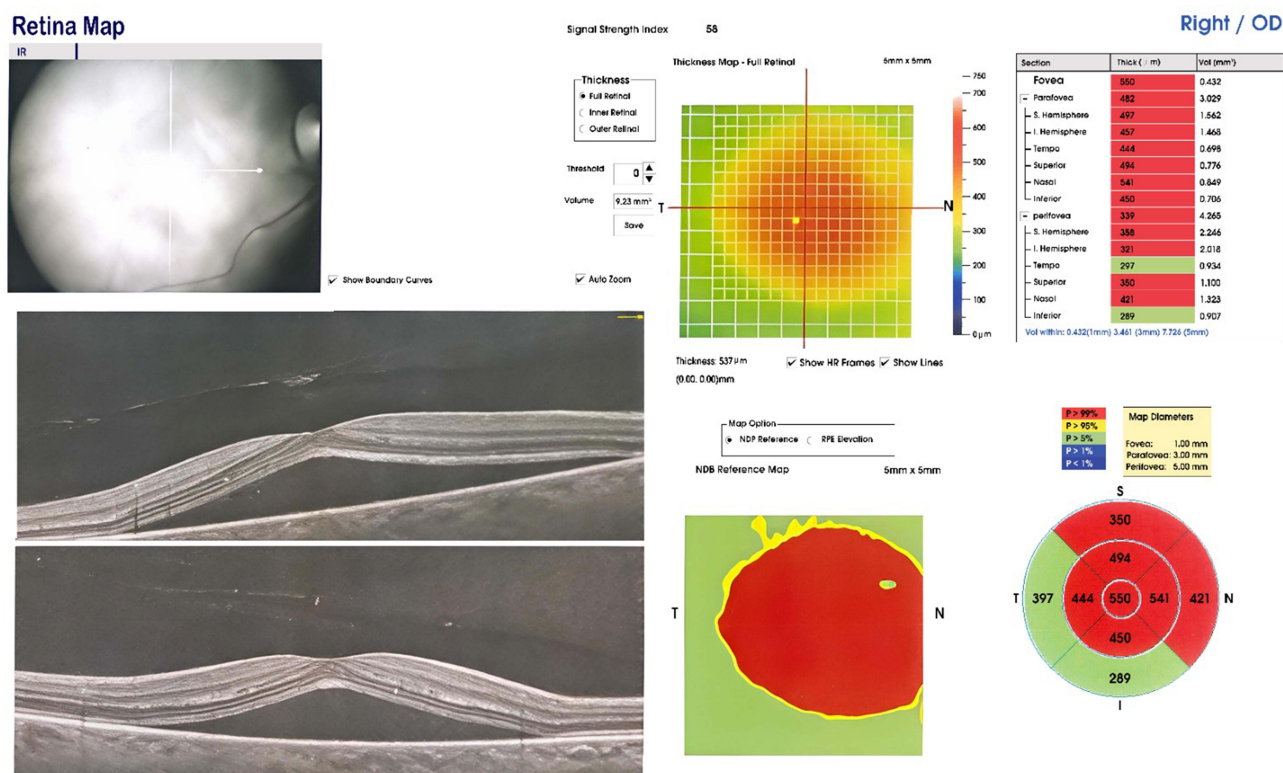 Retina Map
IR
Show Boundary Curves
Signal Strength Index 58
Right / OD
Thickness
Full Retinal
Inner Retinal
Outer Retinal
Threshold 0
Volume 9.23 mm³
Save
Auto Zoom
Thickness Map - Full Retinal 5mm x 5mm
T N
750
700
600
500
400
300
200
100
0 µm
Thickness: 537 µm
(0.00, 0.00)mm
Show HR Frames Show Lines
Section Thick ( m) Vol (mm³)
Fovea 550 0.432
Parafovea 482 3.029
S. Hemisphere 497 1.562
I. Hemisphere 457 1.468
Tempo 444 0.698
Superior 494 0.776
Nasal 541 0.849
Inferior 450 0.706
perifovea 339 4.265
S. Hemisphere 358 2.246
I. Hemisphere 321 2.018
Tempo 297 0.934
Superior 350 1.100
Nasal 421 1.323
Inferior 289 0.907
Vol within: 0.432(1mm) 3.461 (3mm) 7.726 (5mm)
Map Option
NDP Reference RPE Elevation
NDB Reference Map 5mm x 5mm
T N
P > 99%
P > 95%
P > 5%
P > 1%
P < 1%
Map Diameters
Fovea: 1.00 mm
Parafovea: 3.00 mm
Perifovea: 5.00 mm
S
350
494
T 397 444 550 541 421 N
450
289
I